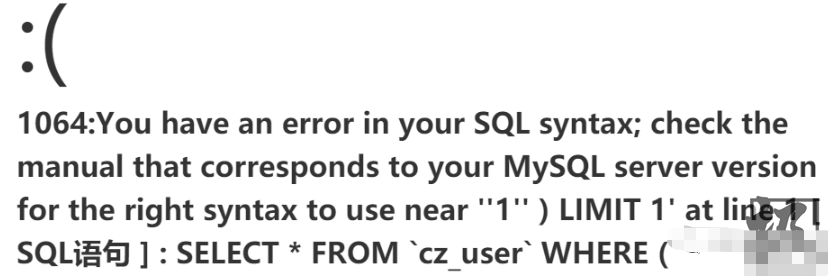 :(
1064:You have an error in your SQL syntax; check the
manual that corresponds to your MySQL server version
for the right syntax to use near ''1'' ) LIMIT 1' at line 1 [
SQL语句 ] : SELECT * FROM `cz_user` WHERE (